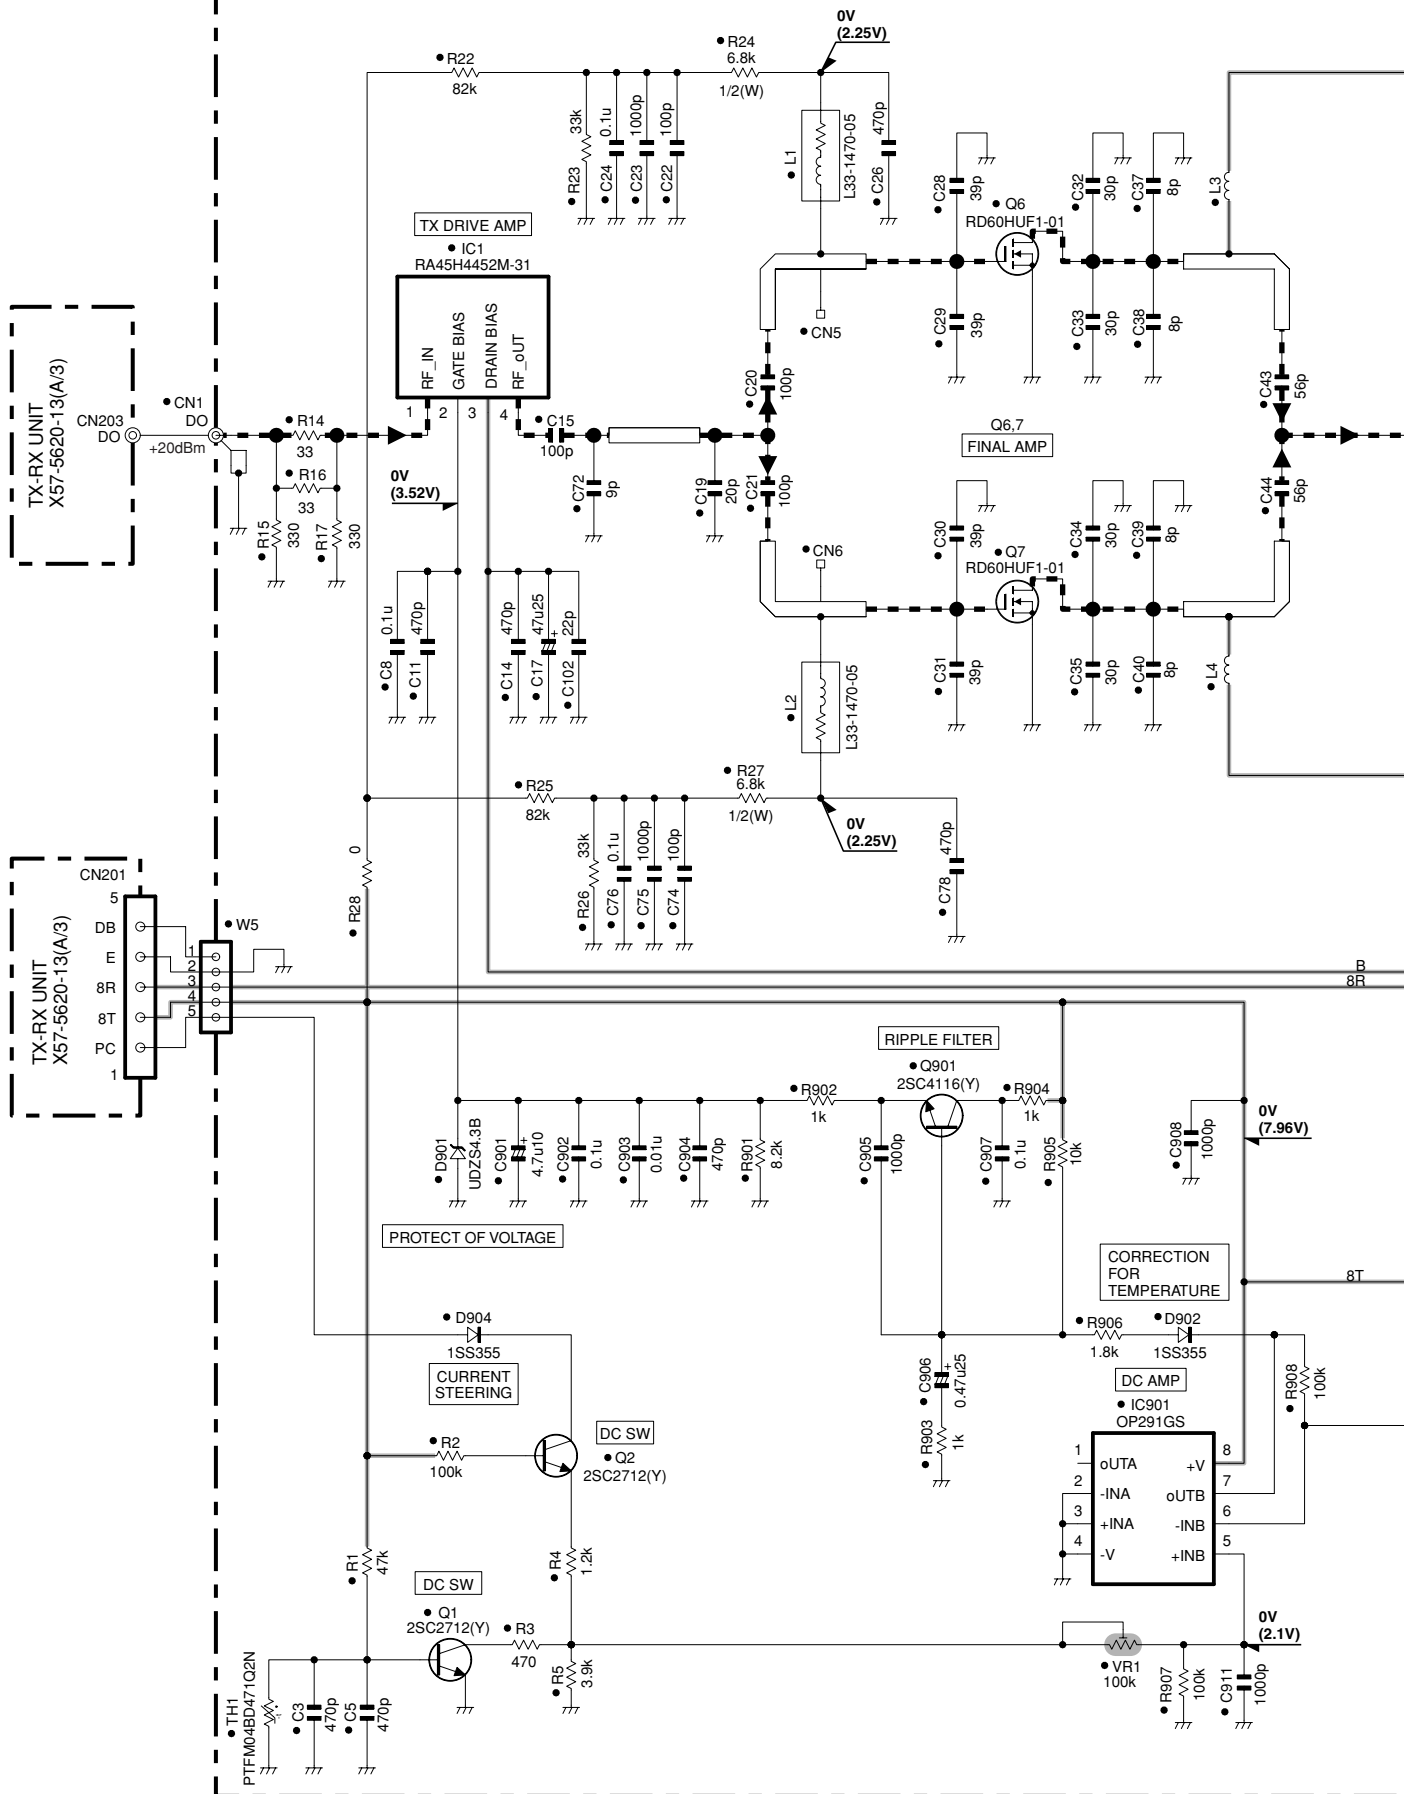 0V
(2.25V)
R24
6.8k
1/2(W)
R22
82k
R23
33k
C24
0.1u
C23
1000p
C22
100p
L1
L33-1470-05
C26
470p
C28
39p
Q6
RD60HUF1-01
C32
30p
C37
8p
L3
TX DRIVE AMP
IC1
RA45H4452M-31
RF_IN
GATE BIAS
DRAIN BIAS
RF_oUT
1
2
3
4
CN5
C29
39p
C33
30p
C38
8p
TX-RX UNIT
X57-5620-13(A/3)
CN203
DO
CN1
DO
+20dBm
R14
33
R16
33
R15
330
R17
330
0V
(3.52V)
C15
100p
C72
9p
C19
20p
C20
100p
C21
100p
Q6,7
FINAL AMP
C43
56p
C44
56p
CN6
C30
39p
Q7
RD60HUF1-01
C34
30p
C39
8p
C8
0.1u
C11
470p
C14
470p
C17
47u25
+
C102
22p
L2
L33-1470-05
C31
39p
C35
30p
C40
8p
L4
R25
82k
R27
6.8k
1/2(W)
0V
(2.25V)
R26
33k
C76
0.1u
C75
1000p
C74
100p
C78
470p
R28
0
TX-RX UNIT
X57-5620-13(A/3)
CN201
5
DB
E
8R
8T
PC
1
W5
1
2
3
4
5
B
8R
RIPPLE FILTER
Q901
2SC4116(Y)
R902
1k
R904
1k
D901
UDZS4.3B
C901
4.7u10
+
C902
0.1u
C903
0.01u
C904
470p
R901
8.2k
C905
1000p
C907
0.1u
R905
10k
C908
1000p
0V
(7.96V)
PROTECT OF VOLTAGE
CORRECTION
FOR
TEMPERATURE
8T
D904
1SS355
CURRENT
STEERING
R906
1.8k
D902
1SS355
C906
0.47u25
+
R903
1k
R908
100k
DC AMP
IC901
OP291GS
1
oUTA
2
-INA
3
+INA
4
-V
8
+V
7
oUTB
6
-INB
5
+INB
R2
100k
DC SW
Q2
2SC2712(Y)
R1
47k
R4
1.2k
DC SW
Q1
2SC2712(Y)
R3
470
R5
3.9k
TH1
PTFM04BD471Q2N
C3
470p
C5
470p
VR1
100k
R907
100k
C911
1000p
0V
(2.1V)